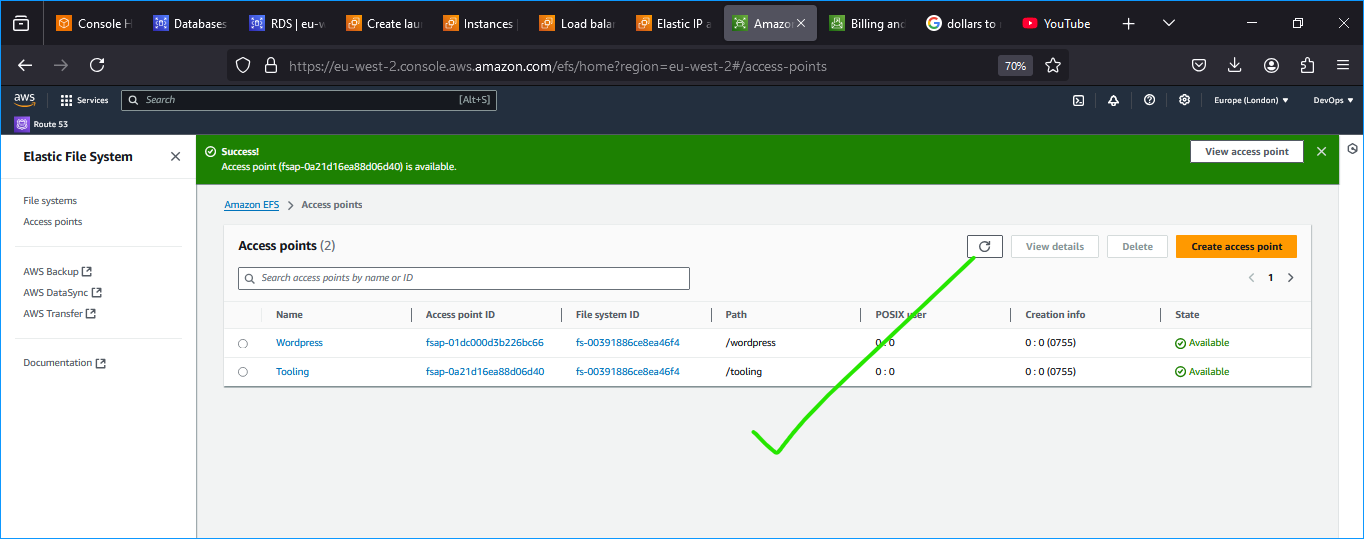 Console H
Databases
RDS | eu-w
Create lau
Instances |
Load balan
Elastic IP a
Amazon
Billing and
dollars to
YouTube
https://eu-west-2.console.aws.amazon.com/efs/home?region=eu-west-2#/access-points
70%
aws
Services
Search
[Alt+S]
Europe (London)
DevOps
Route 53
Elastic File System
Success!
Access point (fsap-0a21d16ea88d06d40) is available.
View access point
File systems
Access points
AWS Backup
AWS DataSync
AWS Transfer
Documentation
Amazon EFS > Access points
Access points (2)
View details
Delete
Create access point
Search access points by name or ID
1
Name Access point ID File system ID Path POSIX user Creation info State
Wordpress fsap-01dc000d3b226bc66 fs-00391886ce8ea46f4 /wordpress 0 : 0 0 : 0 (0755) Available
Tooling fsap-0a21d16ea88d06d40 fs-00391886ce8ea46f4 /tooling 0 : 0 0 : 0 (0755) Available